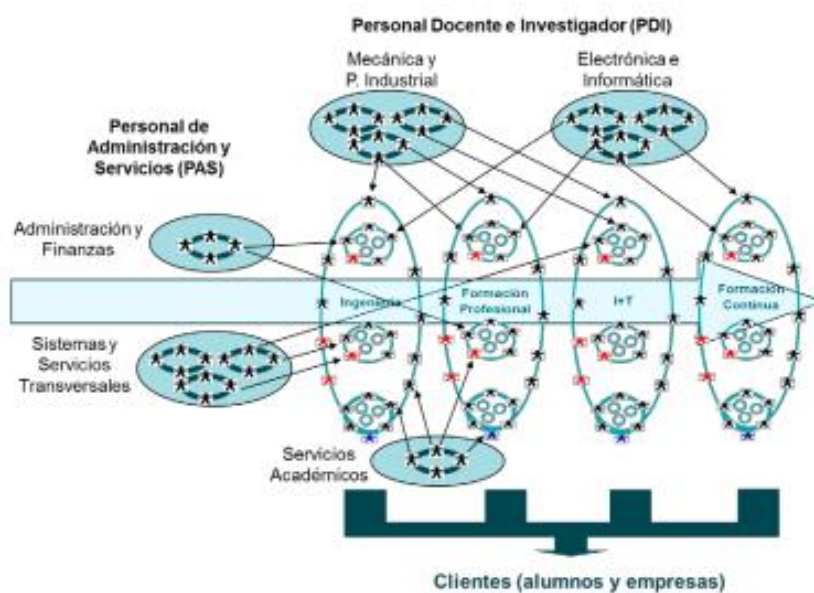 Personal Docente e Investigador (PDI)
Mecánica y
P. Industrial
Electrónica e
Informática
Personal de
Administración y
Servicios (PAS)
Administración y
Finanzas
Ingeniería
Formación
Profesional
I+T
Formación
Continua
Sistemas y
Servicios
Transversales
Servicios
Académicos
Clientes (alumnos y empresas)